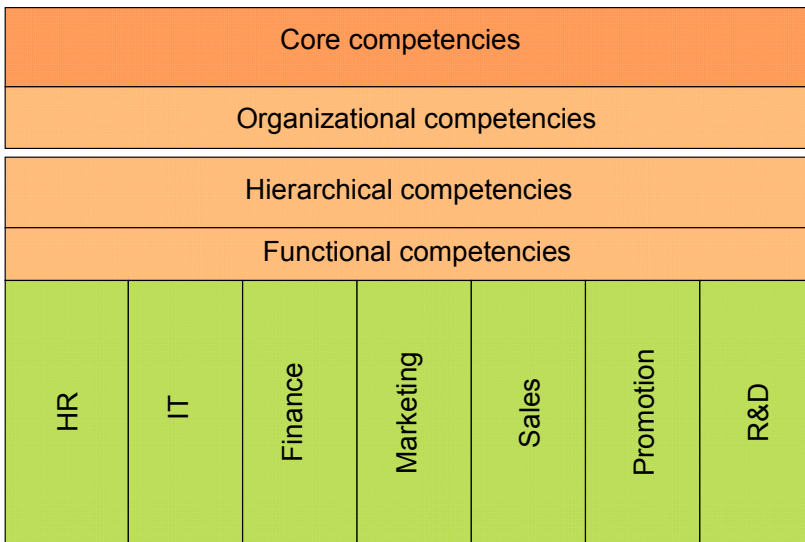 Core competencies
Organizational competencies
Hierarchical competencies
Functional competencies
HR
IT
Finance
Marketing
Sales
Promotion
R&D